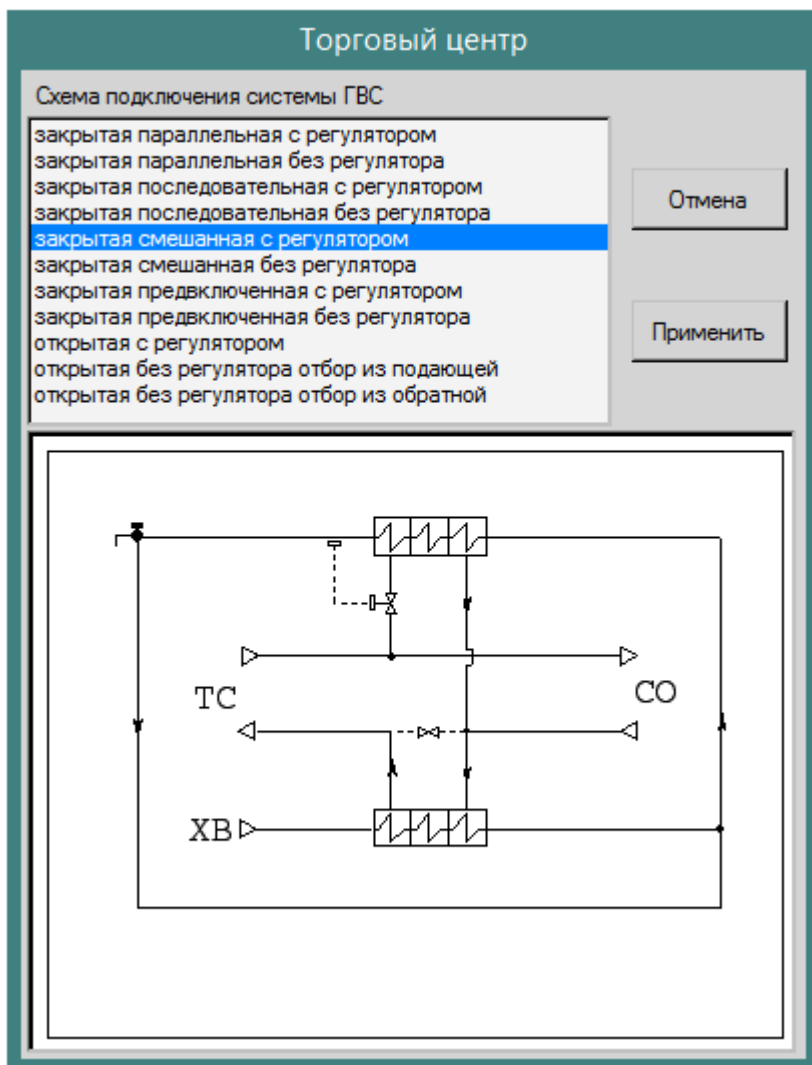 Торговый центр
Схема подключения системы ГВС
закрытая параллельная с регулятором
закрытая параллельная без регулятора
закрытая последовательная с регулятором
закрытая последовательная без регулятора
закрытая смешанная с регулятором
закрытая смешанная без регулятора
закрытая предвключенная с регулятором
закрытая предвключенная без регулятора
открытая с регулятором
открытая без регулятора отбор из подающей
открытая без регулятора отбор из обратной
Отмена
Применить
ТС
СО
ХВ